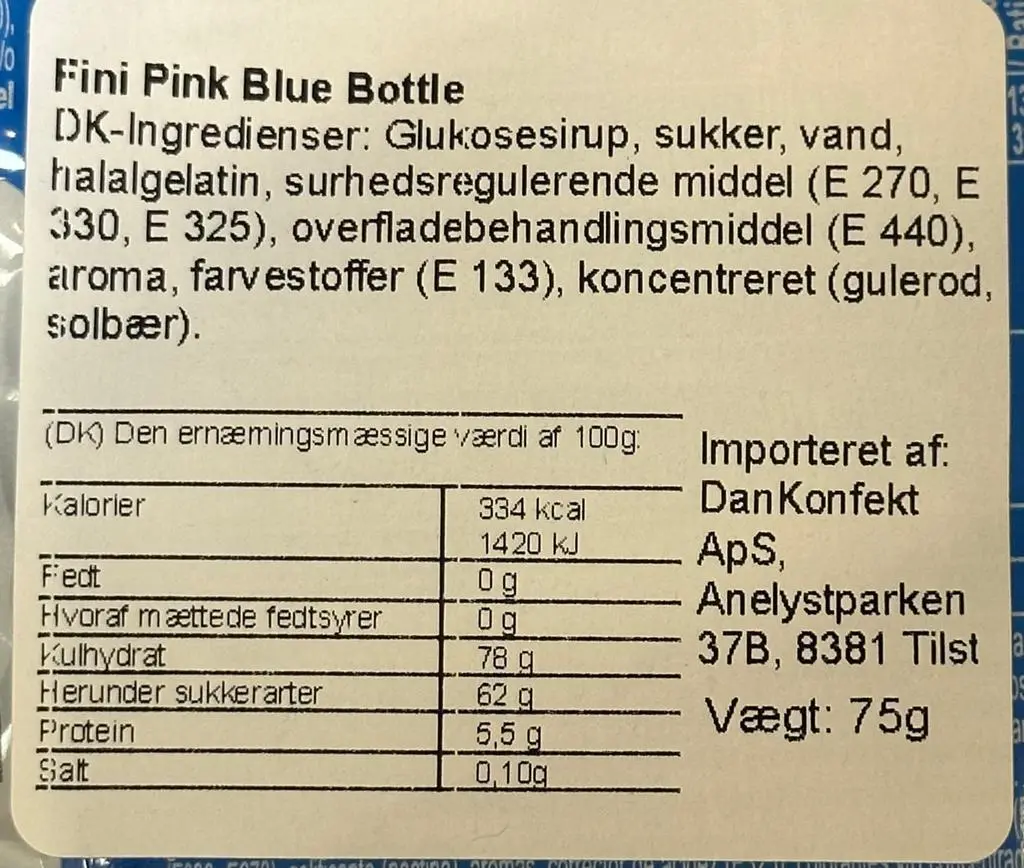 Fini Pink Blue Bottle
DK-Ingredienser: Glukosesirup, sukker, vand,
halalgelatin, surhedsregulerende middel (E 270, E
330, E 325), overfladebehandlingsmiddel (E 440),
aroma, farvestoffer (E 133), koncentreret (gulerod,
solbær).
(DK) Den ernæmingsmæssige værdi af 100g:
Kalorier 334 kcal
1420 kJ
Fedt 0 g
Hvoraf mættede fedtsyrer 0 g
Kulhydrat 78 g
Herunder sukkerarter 62 g
Protein 5,5 g
Salt 0,10g
Importeret af:
DanKonfekt
ApS,
Anelystparken
37B, 8381 Tilst
Vægt: 75g